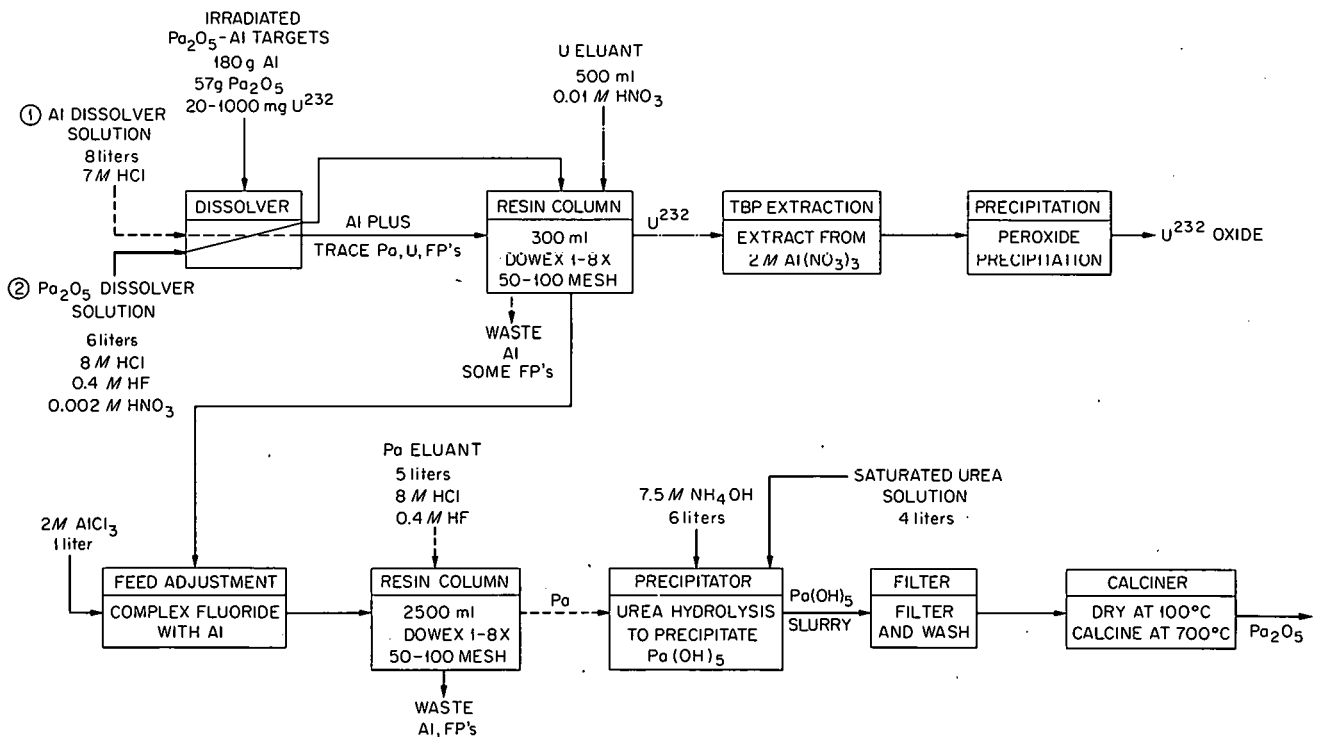 IRRADIATED
Pa2O5-Al TARGETS
180 g Al
57g Pa2O5
20-1000 mg U232
① Al DISSOLVER
SOLUTION
8 liters
7 M HCl
U ELUANT
500 ml
0.01 M HNO3
DISSOLVER
Al PLUS
TRACE Pa, U, FP's
RESIN COLUMN
300 ml
DOWEX 1-8X
50-100 MESH
U232
TBP EXTRACTION
EXTRACT FROM
2 M Al(NO3)3
PRECIPITATION
PEROXIDE
PRECIPITATION
U232 OXIDE
② Pa2O5 DISSOLVER
SOLUTION
6 liters
8 M HCl
0.4 M HF
0.002 M HNO3
WASTE
Al
SOME FP's
2M AlCl3
1 liter
FEED ADJUSTMENT
COMPLEX FLUORIDE
WITH Al
Pa ELUANT
5 liters
8 M HCl
0.4 M HF
RESIN COLUMN
2500 ml
DOWEX 1-8X
50-100 MESH
WASTE
Al, FP's
Pa
7.5 M NH4OH
6 liters
SATURATED UREA
SOLUTION
4 liters
PRECIPITATOR
UREA HYDROLYSIS
TO PRECIPITATE
Pa(OH)5
Pa(OH)5
SLURRY
FILTER
FILTER
AND WASH
CALCINER
DRY AT 100°C
CALCINE AT 700°C
Pa2O5